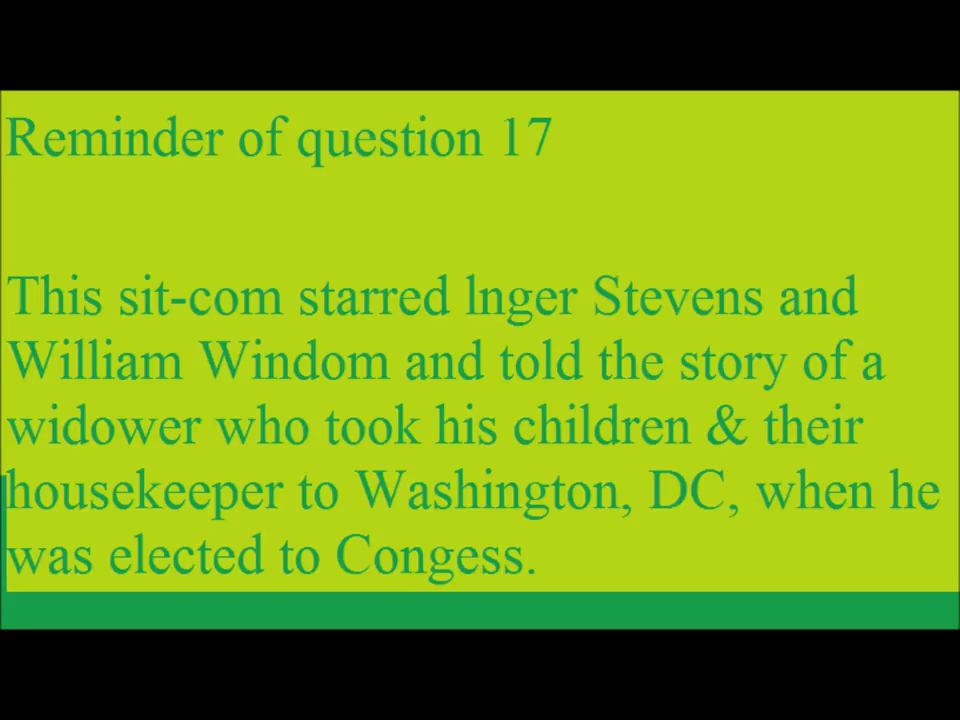 Reminder of question 17
This sit-com starred lnger Stevens and
William Windom and told the story of a
widower who took his children & their
housekeeper to Washington, DC, when he
was elected to Congess.